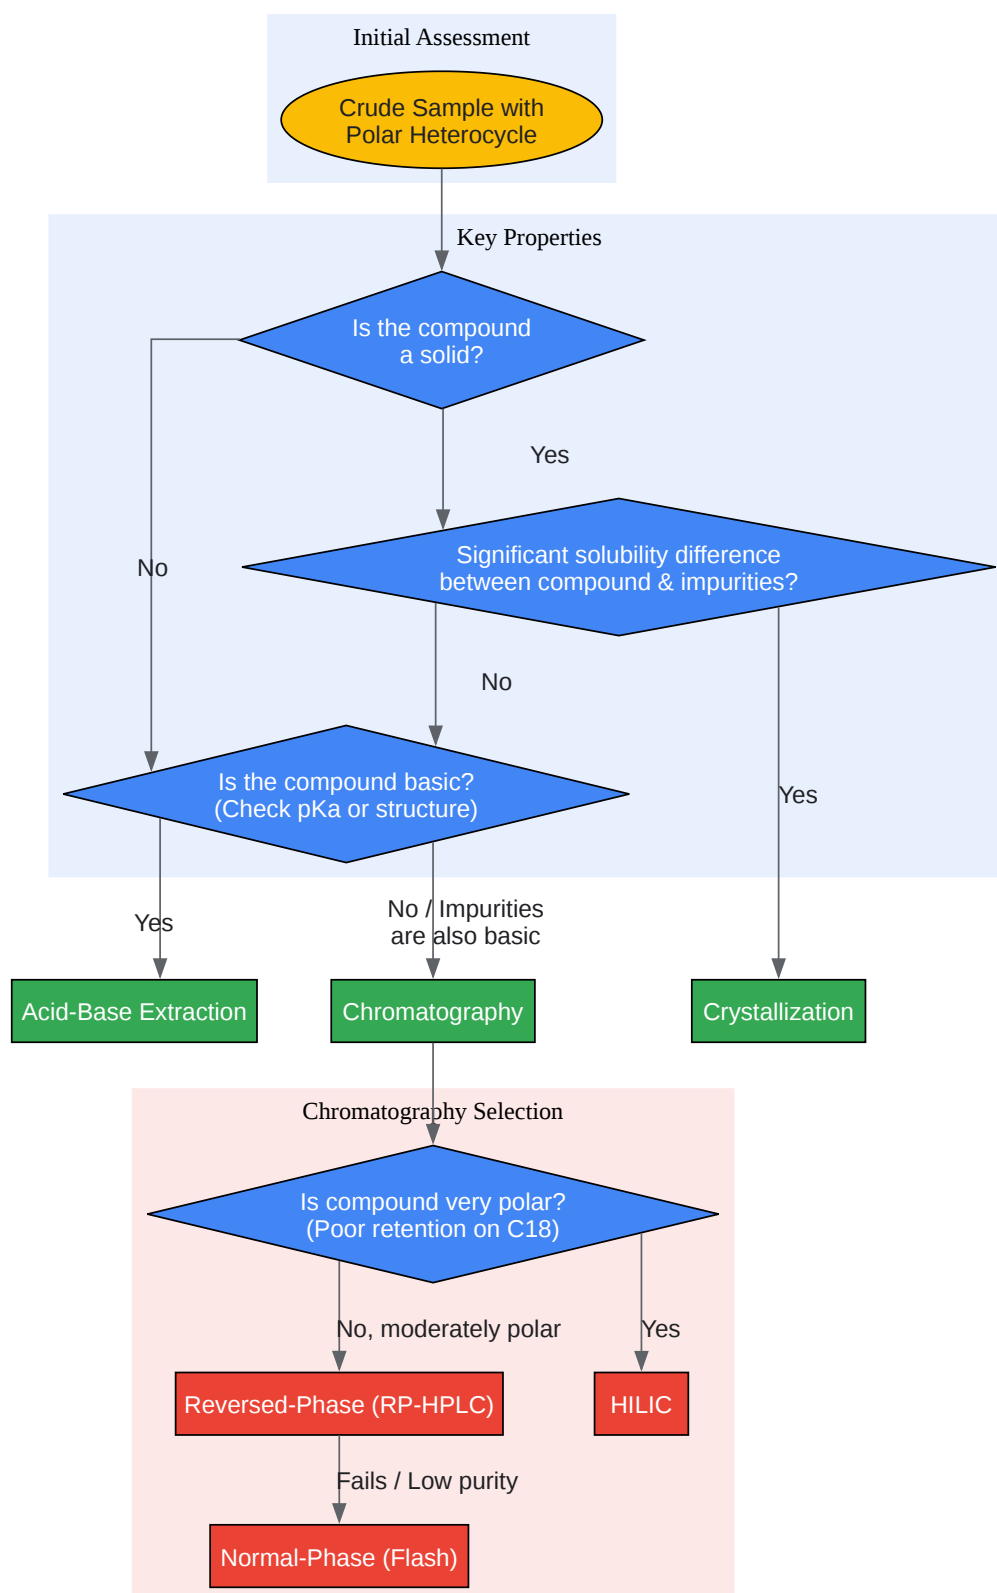 Initial Assessment
Crude Sample with
Polar Heterocycle
Key Properties
Is the compound
a solid?
Yes
No
Significant solubility difference
between compound & impurities?
No
Is the compound basic?
(Check pKa or structure)
Yes
Yes
No / Impurities
are also basic
Acid-Base Extraction
Chromatography
Crystallization
Chromatography Selection
Is compound very polar?
(Poor retention on C18)
No, moderately polar
Yes
Reversed-Phase (RP-HPLC)
HILIC
Fails / Low purity
Normal-Phase (Flash)